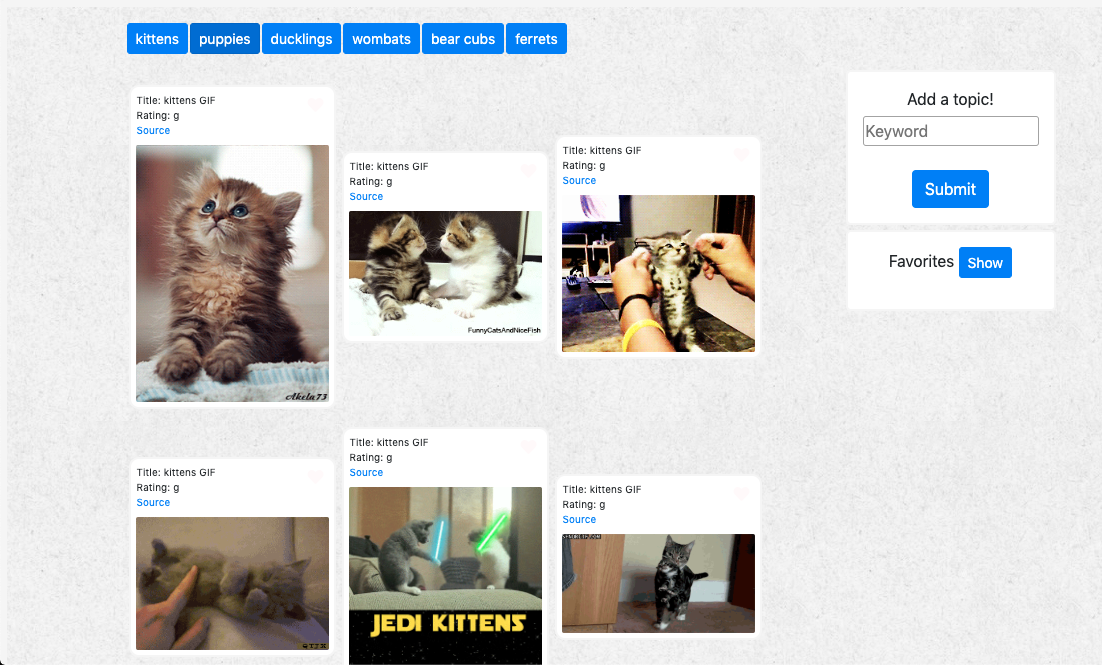 kittens puppies ducklings wombats bear cubs ferrets
Add a topic!
Keyword
Submit
Favorites Show
Title: kittens GIF
Rating: g
Source
Akela73
Title: kittens GIF
Rating: g
Source
FunnyCatsAndNiceFish
Title: kittens GIF
Rating: g
Source
Title: kittens GIF
Rating: g
Source
Title: kittens GIF
Rating: g
Source
JEDI KITTENS
Title: kittens GIF
Rating: g
Source